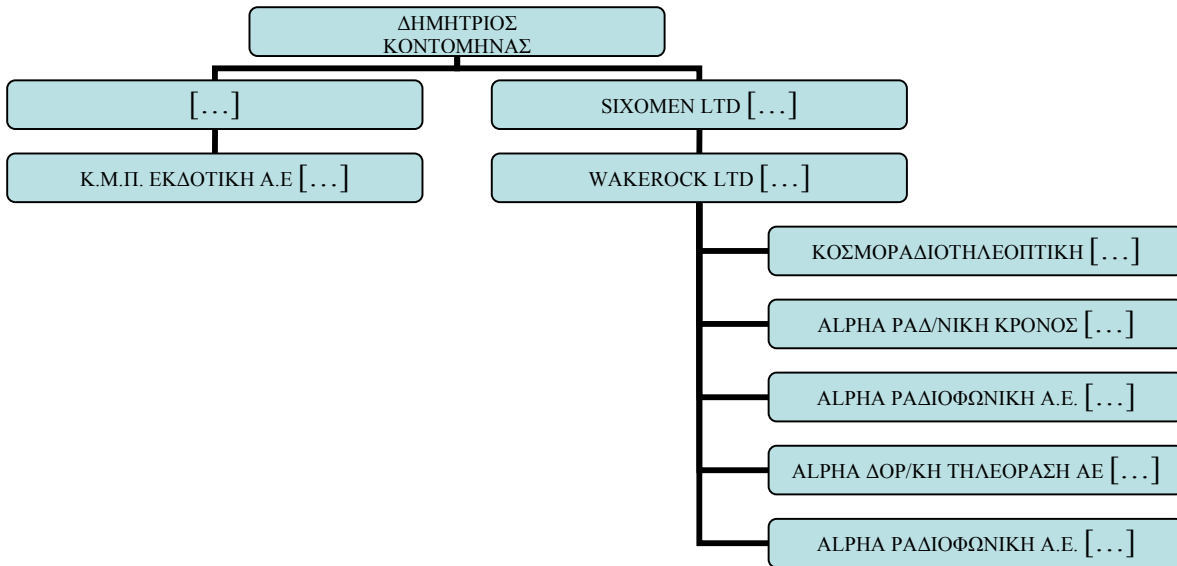 ΔΗΜΗΤΡΙΟΣ
ΚΟΝΤΟΜΗΝΑΣ
[…]
SIXOMEN LTD […]
Κ.Μ.Π. ΕΚΔΟΤΙΚΗ Α.Ε […]
WAKEROCK LTD […]
ΚΟΣΜΟΡΑΔΙΟΤΗΛΕΟΠΤΙΚΗ […]
ALPHA ΡΑΔ/ΝΙΚΗ ΚΡΟΝΟΣ […]
ALPHA ΡΑΔΙΟΦΩΝΙΚΗ Α.Ε. […]
ALPHA ΔΟΡ/ΚΗ ΤΗΛΕΟΡΑΣΗ ΑΕ […]
ALPHA ΡΑΔΙΟΦΩΝΙΚΗ Α.Ε. […]